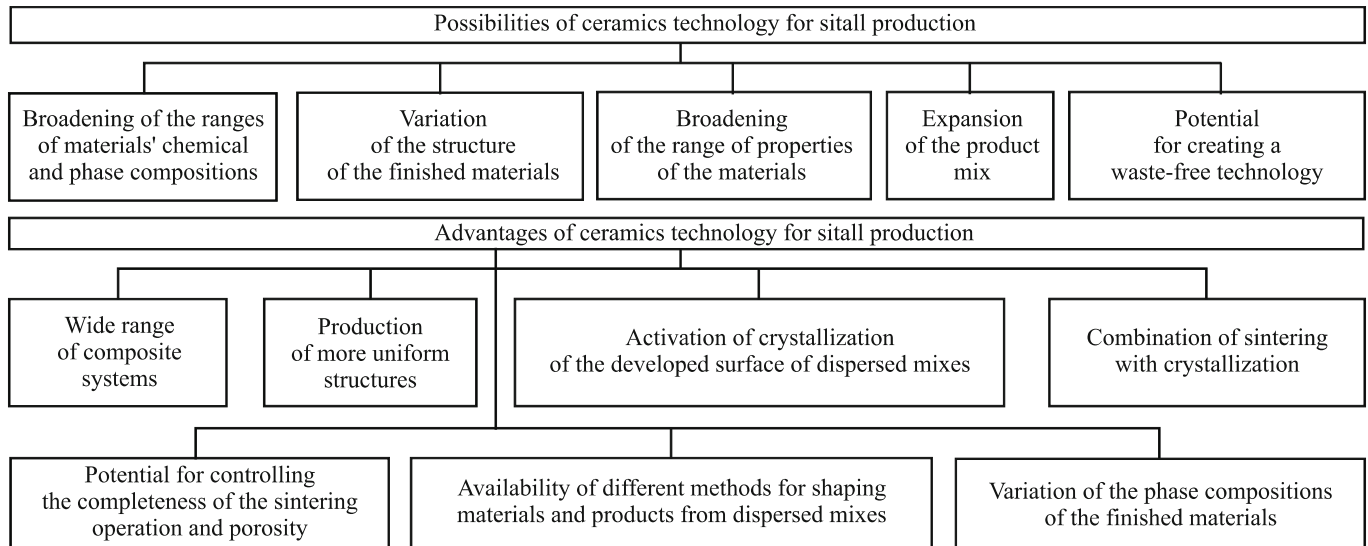 Possibilities of ceramics technology for sitall production
Broadening of the ranges
of materials' chemical
and phase compositions
Variation
of the structure
of the finished materials
Broadening
of the range of properties
of the materials
Expansion
of the product
mix
Potential
for creating a
waste-free technology
Advantages of ceramics technology for sitall production
Wide range
of composite
systems
Production
of more uniform
structures
Activation of crystallization
of the developed surface of dispersed mixes
Combination of sintering
with crystallization
Potential for controlling
the completeness of the sintering
operation and porosity
Availability of different methods for shaping
materials and products from dispersed mixes
Variation of the phase compositions
of the finished materials